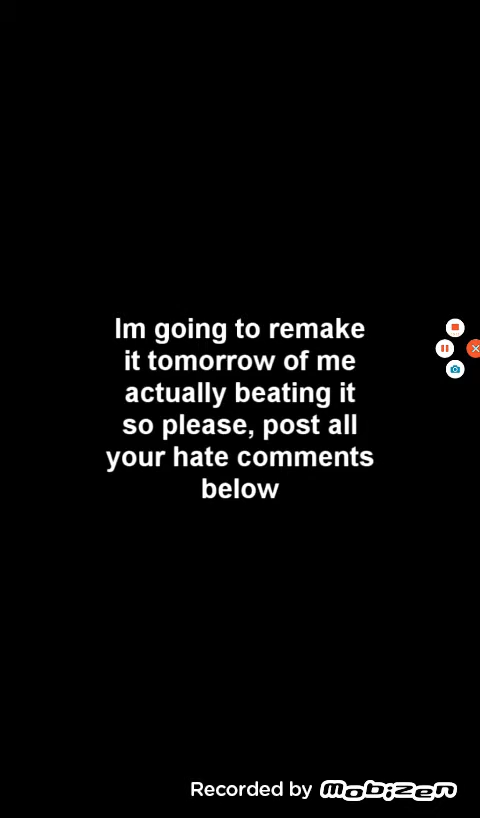 Im going to remake
it tomorrow of me
actually beating it
so please, post all
your hate comments
below
Recorded by mobizen